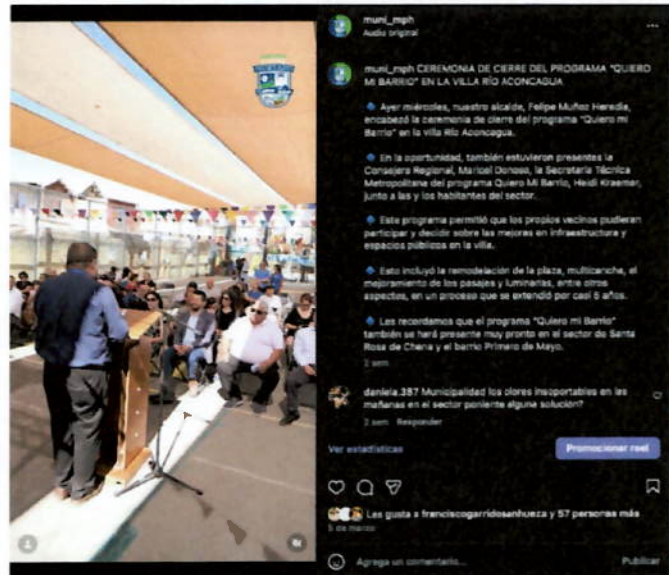 muni_mph
Audio original
muni_mph CEREMONIA DE CIERRE DEL PROGRAMA "QUIERO
MI BARRIO" EN LA VILLA RÍO ACONCAGUA
🔹 Ayer miércoles, nuestro alcalde, Felipe Muñoz Heredia,
encabezó la ceremonia de cierre del programa "Quiero mi
Barrio" en la villa Río Aconcagua.
🔹 En la oportunidad, también estuvieron presentes la
Consejera Regional, Maricel Donoso, la Secretaria Técnica
Metropolitana del programa Quiero Mi Barrio, Heidi Kraemer,
junto a las y los habitantes del sector.
🔹 Este programa permitió que los propios vecinos pudieran
participar y decidir sobre las mejoras en infraestructura y
espacios públicos en la villa.
🔹 Esto incluyó la remodelación de la plaza, multicancha, el
mejoramiento de los pasajes y luminarias, entre otros
aspectos, en un proceso que se extendió por casi 6 años.
🔹 Les recordamos que el programa "Quiero mi Barrio"
también se hará presente muy pronto en el sector de Santa
Rosa de Chena y el barrio Primero de Mayo.
sem
daniela.387 Municipalidad los olores insoportables en las
mañanas en el sector poniente alguna solución?
sem Responder
Ver estadísticas
Promocionar reel
Les gusta a franciscogarridosanhueza y 57 personas más
5 de marzo
Agrega un comentario...
Publicar